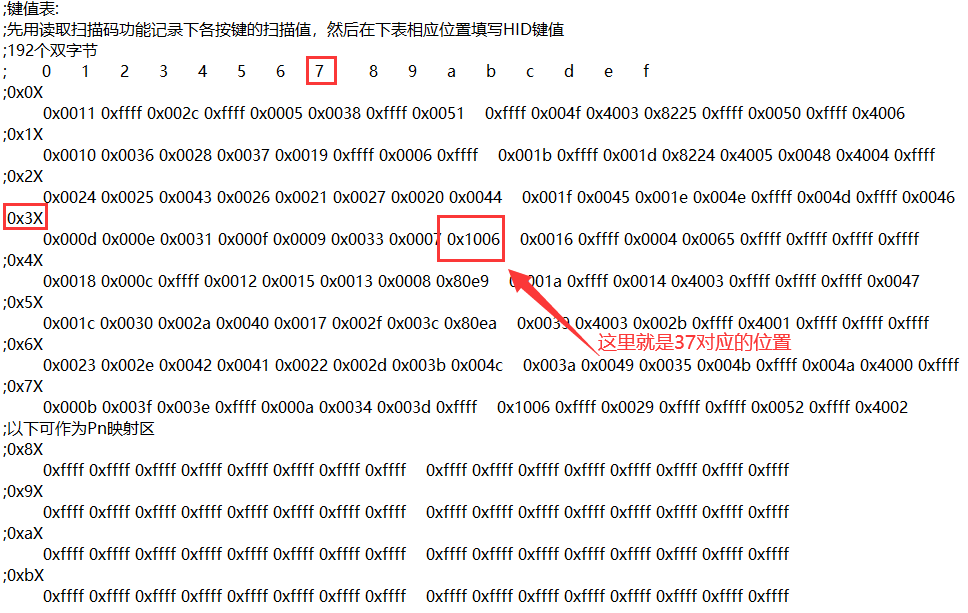 ;键值表:
;先用读取扫描码功能记录下各按键的扫描值，然后在下表相应位置填写HID键值
;192个双字节
; 0 1 2 3 4 5 6 7 8 9 a b c d e f
;0x0X
0x0011 0xffff 0x002c 0xffff 0x0005 0x0038 0xffff 0x0051 0xffff 0x004f 0x4003 0x8225 0xffff 0x0050 0xffff 0x4006
;0x1X
0x0010 0x0036 0x0028 0x0037 0x0019 0xffff 0x0006 0xffff 0x001b 0xffff 0x001d 0x8224 0x4005 0x0048 0x4004 0xffff
;0x2X
0x0024 0x0025 0x0043 0x0026 0x0021 0x0027 0x0020 0x0044 0x001f 0x0045 0x001e 0x004e 0xffff 0x004d 0xffff 0x0046
0x3X
0x000d 0x000e 0x0031 0x000f 0x0009 0x0033 0x0007 0x1006 0x0016 0xffff 0x0004 0x0065 0xffff 0xffff 0xffff 0xffff
;0x4X
0x0018 0x000c 0xffff 0x0012 0x0015 0x0013 0x0008 0x80e9 0x001a 0xffff 0x0014 0x4003 0xffff 0xffff 0xffff 0x0047
;0x5X
0x001c 0x0030 0x002a 0x0040 0x0017 0x002f 0x003c 0x80ea 0x0039 0x4003 0x002b 0xffff 0x4001 0xffff 0xffff 0xffff
这里就是37对应的位置
;0x6X
0x0023 0x002e 0x0042 0x0041 0x0022 0x002d 0x003b 0x004c 0x003a 0x0049 0x0035 0x004b 0xffff 0x004a 0x4000 0xffff
;0x7X
0x000b 0x003f 0x003e 0xffff 0x000a 0x0034 0x003d 0xffff 0x1006 0xffff 0x0029 0xffff 0xffff 0x0052 0xffff 0x4002
;以下可作为Pn映射区
;0x8X
0xffff 0xffff 0xffff 0xffff 0xffff 0xffff 0xffff 0xffff 0xffff 0xffff 0xffff 0xffff 0xffff 0xffff 0xffff 0xffff
;0x9X
0xffff 0xffff 0xffff 0xffff 0xffff 0xffff 0xffff 0xffff 0xffff 0xffff 0xffff 0xffff 0xffff 0xffff 0xffff 0xffff
;0xaX
0xffff 0xffff 0xffff 0xffff 0xffff 0xffff 0xffff 0xffff 0xffff 0xffff 0xffff 0xffff 0xffff 0xffff 0xffff 0xffff
;0xbX
0xffff 0xffff 0xffff 0xffff 0xffff 0xffff 0xffff 0xffff 0xffff 0xffff 0xffff 0xffff 0xffff 0xffff 0xffff 0xffff